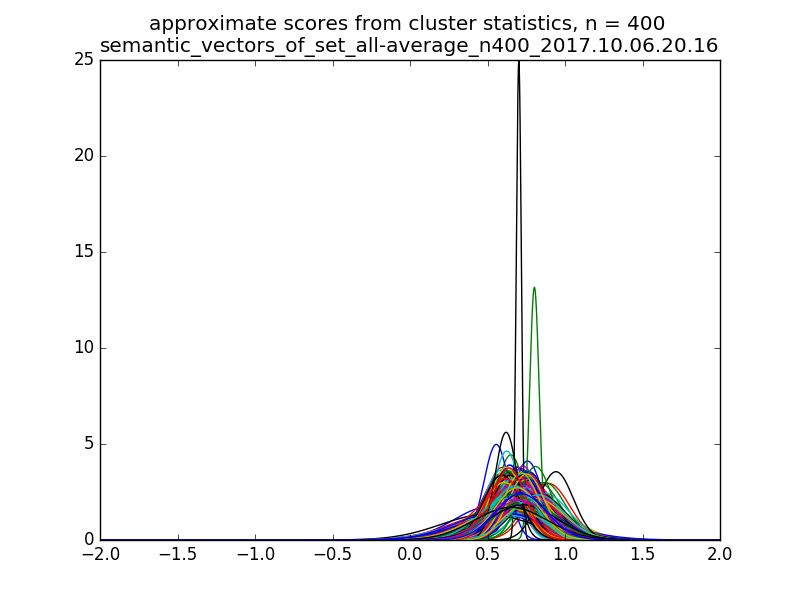 approximate scores from cluster statistics, n = 400
semantic_vectors_of_set_all-average_n400_2017.10.06.20.16
25
20
15
10
5
0
−2.0 −1.5 −1.0 −0.5 0.0 0.5 1.0 1.5 2.0